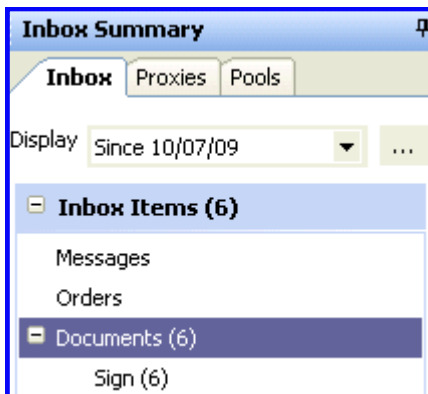 Inbox Summary
Inbox Proxies Pools
Display Since 10/07/09 ...
Inbox Items (6)
Messages
Orders
Documents (6)
Sign (6)